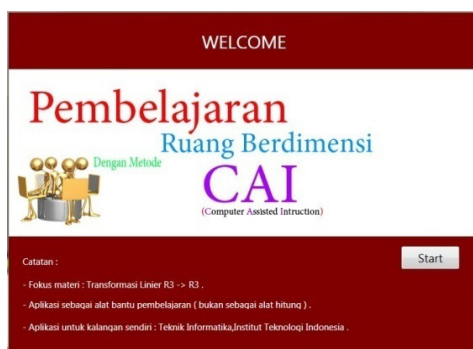 WELCOME
Pembelajaran
Ruang Berdimensi
Dengan Metode
CAI
(Computer Assisted Intruction)
Catatan :
Start
- Fokus materi : Transformasi Linier R3 -> R3 .
- Aplikasi sebagai alat bantu pembelajaran ( bukan sebagai alat hitung ) .
- Aplikasi untuk kalangan sendiri : Teknik Informatika,Institut Teknologi Indonesia .